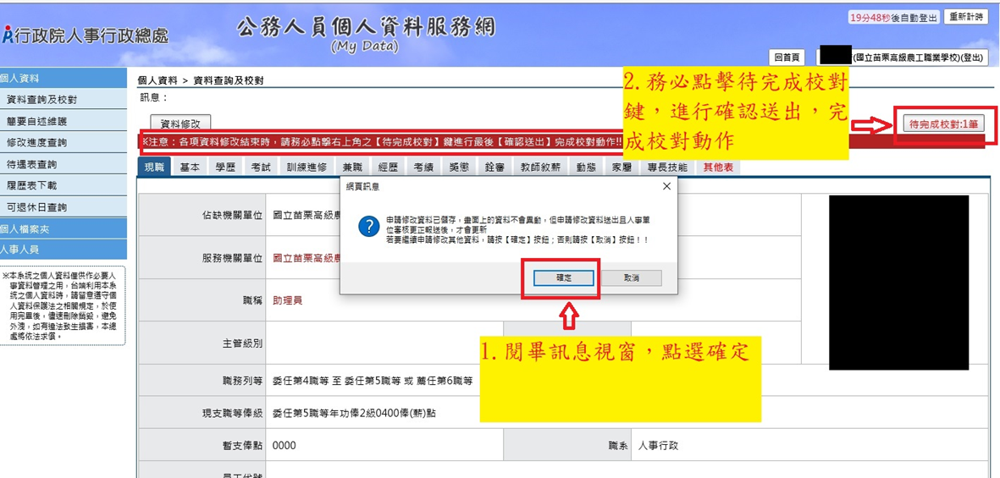 行政院人事行政總處
公務人員個人資料服務網
(My Data)
19分48秒後自動登出
重新計時
回首頁
(國立苗栗高級農工職業學校)(登出)
個人資料
資料查詢及校對
簡要自述維護
修改進度查詢
待遇表查詢
履歷表下載
可退休日查詢
個人檔案夾
人事人員
※本系統之個人資料僅供作必要人
事資料管理之用,台端利用本系
統之個人資料時,請留意遵守個
人資料保護法之相關規定,於使
用完畢後,儘速刪除銷毀,避免
外洩,如有違法致生損害,本總
處將依法求償。
個人資料 > 資料查詢及校對
訊息:
資料修改
2.務必點擊待完成校對
鍵,進行確認送出,完
成校對動作
待完成校對:1筆
※注意:各項資料修改結束時,請務必點擊右上角之【待完成校對】鍵進行最後【確認送出】完成校對動作!!
現職 基本 學歷 考試 訓練進修 兼職 經歷 考績 獎懲 銓審 教師敘薪 動態 家屬 專長技能 其他表
網頁訊息
申請修改資料已儲存,畫面上的資料不會異動,但申請修改資料送出且人事單
位審核更正報送後,才會更新
若要繼續申請修改其他資料,請按【確定】按鈕;否則請按【取消】按鈕!!
確定
取消
1.閱畢訊息視窗,點選確定
佔缺機關單位 國立苗栗高級農
服務機關單位 國立苗栗高級農
職稱 助理員
主管級別
職務列等 委任第4職等 至 委任第5職等 或 薦任第6職等
現支職等俸級 委任第5職等年功俸2級0400俸(薪)點
暫支俸點 0000 職系 人事行政
員工代號